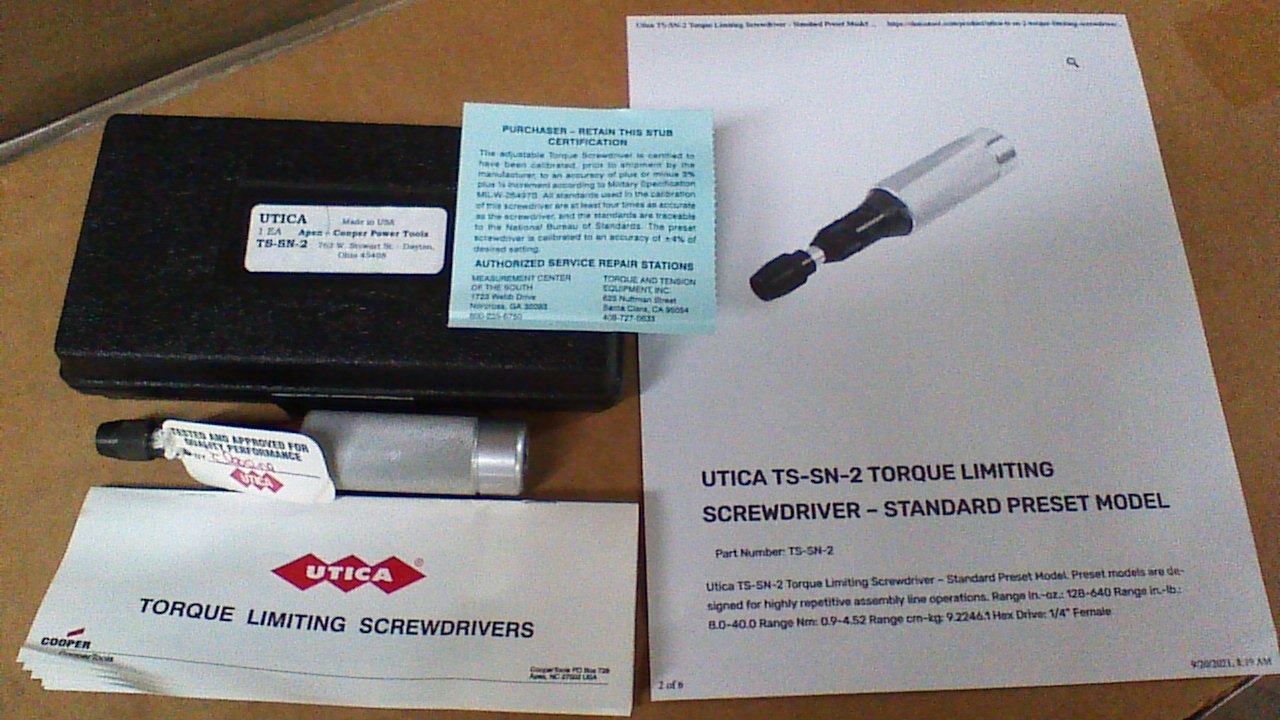 UTICA
Made in USA
1 EA Apex - Cooper Power Tools
TS-SN-2 762 W. Stewart St. - Dayton,
Ohio 45408
PURCHASER – RETAIN THIS STUB
CERTIFICATION
The adjustable Torque Screwdriver is certified to
have been calibrated, prior to shipment by the
manufacturer, to an accuracy of plus or minus 3%
plus ½ increment according to Military Specification
All standards used in the calibration
of this screwdriver are at least four times as accurate
as the screwdriver, and the standards are traceable
to the National Bureau of Standards. The preset
screwdriver is calibrated to an accuracy of ±4% of
desired setting.
AUTHORIZED SERVICE REPAIR STATIONS
MEASUREMENT CENTER
OF THE SOUTH
1723 Webb Drive
Norcross, GA 30093
TORQUE AND TENSION
EQUIPMENT, INC.
Nuttman Street
Santa Clara, CA 95054
408-727-0633
TESTED AND APPROVED FOR
QUALITY PERFORMANCE
BY
UTICA
UTICA ®
TORQUE LIMITING SCREWDRIVERS
COOPER
CooperTools
CooperTools PO Box 728
Apex, NC 27502 USA
Utica TS-SN-2 Torque Limiting Screwdriver – Standard Preset Model ...
UTICA TS-SN-2 TORQUE LIMITING
SCREWDRIVER – STANDARD PRESET MODEL
Part Number: TS-SN-2
Utica TS-SN-2 Torque Limiting Screwdriver – Standard Preset Model. Preset models are de-
signed for highly repetitive assembly line operations. Range in.-oz.: 128-640 Range in.-lb.:
8.0-40.0 Range Nm: 0.9-4.52 Range cm-kg: 9.2246.1 Hex Drive: 1/4" Female
2 of 6
9/20/2021, 8:19 AM